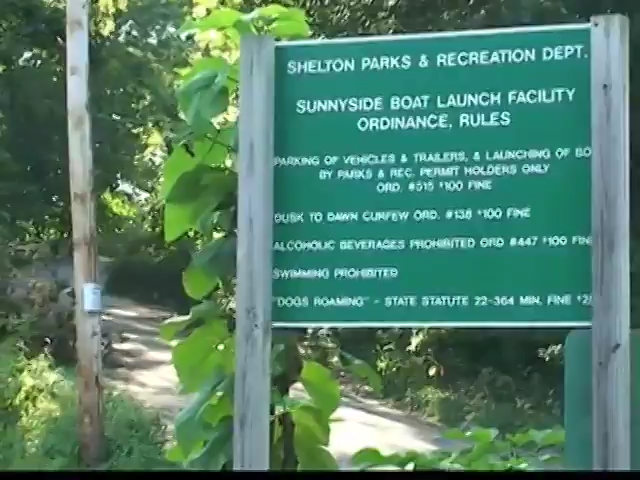 SHELTON PARKS & RECREATION DEPT.
SUNNYSIDE BOAT LAUNCH FACILITY
ORDINANCE, RULES
PARKING OF VEHICLES & TRAILERS, & LAUNCHING OF BO
BY PARKS & REC. PERMIT HOLDERS ONLY
ORD. #515 $100 FINE
DUSK TO DAWN CURFEW ORD. #138 $100 FINE
ALCOHOLIC BEVERAGES PROHIBITED ORD #447 $100 FINE
SWIMMING PROHIBITED
"DOGS ROAMING" - STATE STATUTE 22-364 MIN. FINE